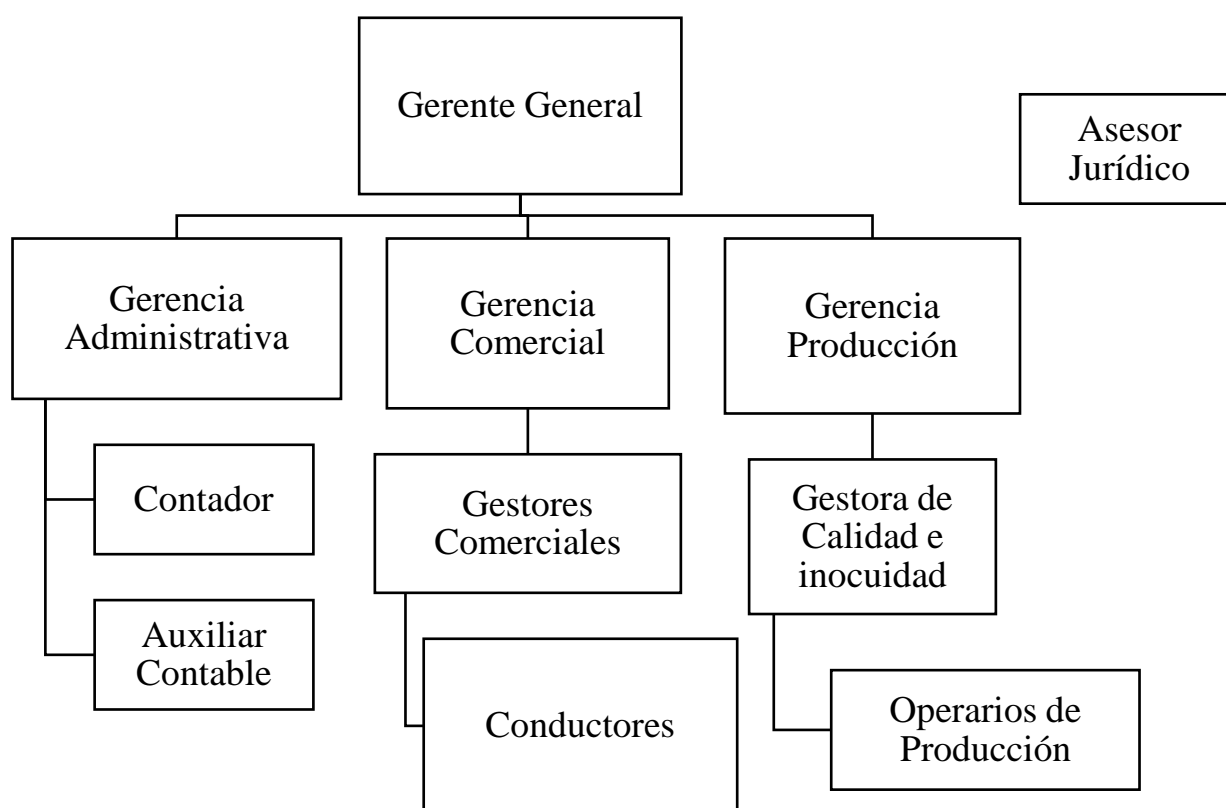 Gerente General
Asesor
Jurídico
Gerencia
Administrativa
Gerencia
Comercial
Gerencia
Producción
Contador
Auxiliar
Contable
Gestores
Comerciales
Conductores
Gestora de
Calidad e
inocuidad
Operarios de
Producción